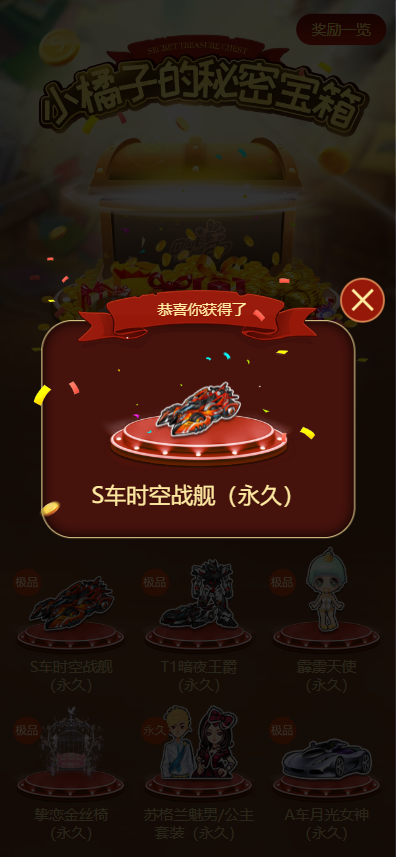 奖励一览
SECRET TREASURE CHEST
小橘子的秘密宝箱
恭喜你获得了
S车时空战舰（永久）
极品
极品
极品
S车时空战舰
（永久）
T1暗夜王爵
（永久）
霹雳天使
（永久）
极品
永久
极品
挚恋金丝椅
（永久）
苏格兰魅男/公主
套装（永久）
A车月光女神
（永久）